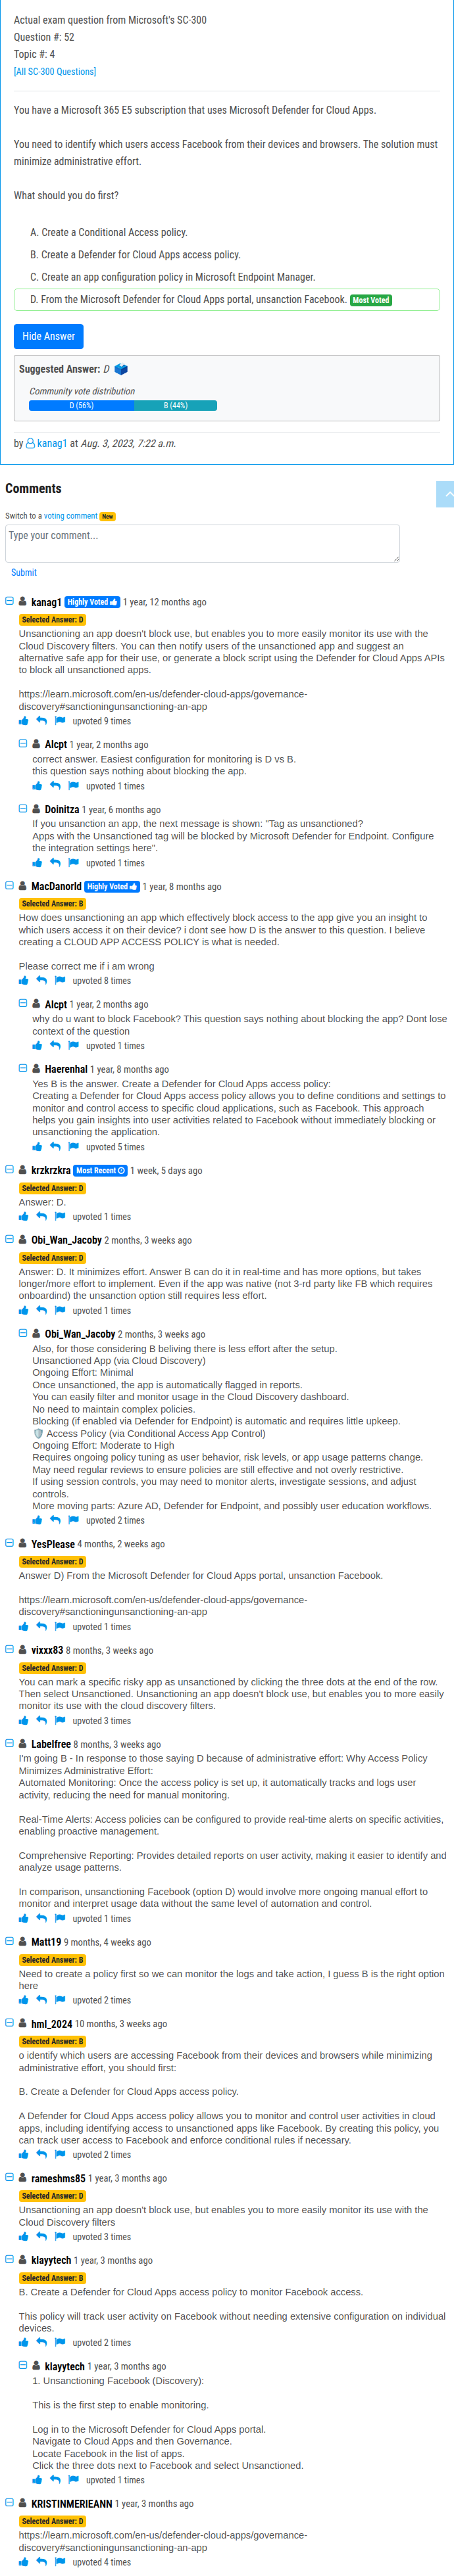 Actual exam question from Microsoft's SC-300
Question #: 52
Topic #: 4
[All SC-300 Questions]
You have a Microsoft 365 E5 subscription that uses Microsoft Defender for Cloud Apps.
You need to identify which users access Facebook from their devices and browsers. The solution must
minimize administrative effort.
What should you do first?
A. Create a Conditional Access policy.
B. Create a Defender for Cloud Apps access policy.
C. Create an app configuration policy in Microsoft Endpoint Manager.
D. From the Microsoft Defender for Cloud Apps portal, unsanction Facebook. Most Voted
Hide Answer
Suggested Answer: D
Community vote distribution
D (56%) B (44%)
by kanag1 at Aug. 3, 2023, 7:22 a.m.
Comments
Switch to a voting comment New
Type your comment...
Submit
kanag1 Highly Voted 1 year, 12 months ago
Selected Answer: D
Unsanctioning an app doesn't block use, but enables you to more easily monitor its use with the
Cloud Discovery filters. You can then notify users of the unsanctioned app and suggest an
alternative safe app for their use, or generate a block script using the Defender for Cloud Apps APIs
to block all unsanctioned apps.
https://learn.microsoft.com/en-us/defender-cloud-apps/governance-
discovery#sanctioningunsanctioning-an-app
upvoted 9 times
Alcpt 1 year, 2 months ago
correct answer. Easiest configuration for monitoring is D vs B.
this question says nothing about blocking the app.
upvoted 1 times
Doinitza 1 year, 6 months ago
If you unsanction an app, the next message is shown: "Tag as unsanctioned?
Apps with the Unsanctioned tag will be blocked by Microsoft Defender for Endpoint. Configure
the integration settings here".
upvoted 1 times
MacDanorld Highly Voted 1 year, 8 months ago
Selected Answer: B
How does unsanctioning an app which effectively block access to the app give you an insight to
which users access it on their device? i dont see how D is the answer to this question. I believe
creating a CLOUD APP ACCESS POLICY is what is needed.
Please correct me if i am wrong
upvoted 8 times
Alcpt 1 year, 2 months ago
why do u want to block Facebook? This question says nothing about blocking the app? Dont lose
context of the question
upvoted 1 times
Haerenhal 1 year, 8 months ago
Yes B is the answer. Create a Defender for Cloud Apps access policy:
Creating a Defender for Cloud Apps access policy allows you to define conditions and settings to
monitor and control access to specific cloud applications, such as Facebook. This approach
helps you gain insights into user activities related to Facebook without immediately blocking or
unsanctioning the application.
upvoted 5 times
krzkrzkra Most Recent 1 week, 5 days ago
Selected Answer: D
Answer: D.
upvoted 1 times
Obi_Wan_Jacoby 2 months, 3 weeks ago
Selected Answer: D
Answer: D. It minimizes effort. Answer B can do it in real-time and has more options, but takes
longer/more effort to implement. Even if the app was native (not 3-rd party like FB which requires
onboardind) the unsanction option still requires less effort.
upvoted 1 times
Obi_Wan_Jacoby 2 months, 3 weeks ago
Also, for those considering B beliving there is less effort after the setup.
Unsanctioned App (via Cloud Discovery)
Ongoing Effort: Minimal
Once unsanctioned, the app is automatically flagged in reports.
You can easily filter and monitor usage in the Cloud Discovery dashboard.
No need to maintain complex policies.
Blocking (if enabled via Defender for Endpoint) is automatic and requires little upkeep.
🛡️ Access Policy (via Conditional Access App Control)
Ongoing Effort: Moderate to High
Requires ongoing policy tuning as user behavior, risk levels, or app usage patterns change.
May need regular reviews to ensure policies are still effective and not overly restrictive.
If using session controls, you may need to monitor alerts, investigate sessions, and adjust
controls.
More moving parts: Azure AD, Defender for Endpoint, and possibly user education workflows.
upvoted 2 times
YesPlease 4 months, 2 weeks ago
Selected Answer: D
Answer D) From the Microsoft Defender for Cloud Apps portal, unsanction Facebook.
https://learn.microsoft.com/en-us/defender-cloud-apps/governance-
discovery#sanctioningunsanctioning-an-app
upvoted 1 times
vixxx83 8 months, 3 weeks ago
Selected Answer: D
You can mark a specific risky app as unsanctioned by clicking the three dots at the end of the row.
Then select Unsanctioned. Unsanctioning an app doesn't block use, but enables you to more easily
monitor its use with the cloud discovery filters.
upvoted 3 times
Labelfree 8 months, 3 weeks ago
I'm going B - In response to those saying D because of administrative effort: Why Access Policy
Minimizes Administrative Effort:
Automated Monitoring: Once the access policy is set up, it automatically tracks and logs user
activity, reducing the need for manual monitoring.
Real-Time Alerts: Access policies can be configured to provide real-time alerts on specific activities,
enabling proactive management.
Comprehensive Reporting: Provides detailed reports on user activity, making it easier to identify and
analyze usage patterns.
In comparison, unsanctioning Facebook (option D) would involve more ongoing manual effort to
monitor and interpret usage data without the same level of automation and control.
upvoted 1 times
Matt19 9 months, 4 weeks ago
Selected Answer: B
Need to create a policy first so we can monitor the logs and take action, I guess B is the right option
here
upvoted 2 times
hml_2024 10 months, 3 weeks ago
Selected Answer: B
o identify which users are accessing Facebook from their devices and browsers while minimizing
administrative effort, you should first:
B. Create a Defender for Cloud Apps access policy.
A Defender for Cloud Apps access policy allows you to monitor and control user activities in cloud
apps, including identifying access to unsanctioned apps like Facebook. By creating this policy, you
can track user access to Facebook and enforce conditional rules if necessary.
upvoted 2 times
rameshms85 1 year, 3 months ago
Selected Answer: D
Unsanctioning an app doesn't block use, but enables you to more easily monitor its use with the
Cloud Discovery filters
upvoted 3 times
klayytech 1 year, 3 months ago
Selected Answer: B
B. Create a Defender for Cloud Apps access policy to monitor Facebook access.
This policy will track user activity on Facebook without needing extensive configuration on individual
devices.
upvoted 2 times
klayytech 1 year, 3 months ago
1. Unsanctioning Facebook (Discovery):
This is the first step to enable monitoring.
Log in to the Microsoft Defender for Cloud Apps portal.
Navigate to Cloud Apps and then Governance.
Locate Facebook in the list of apps.
Click the three dots next to Facebook and select Unsanctioned.
upvoted 1 times
KRISTINMERIEANN 1 year, 3 months ago
Selected Answer: D
https://learn.microsoft.com/en-us/defender-cloud-apps/governance-
discovery#sanctioningunsanctioning-an-app
upvoted 4 times